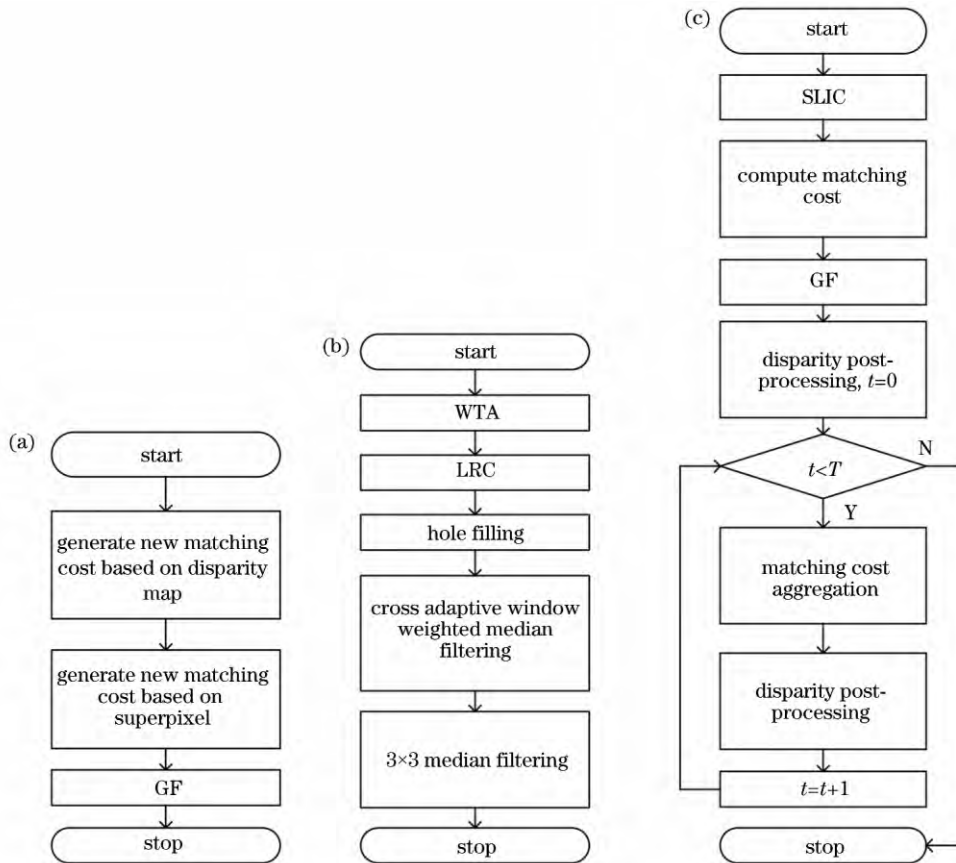 (a)
start
generate new matching
cost based on disparity
map
generate new matching
cost based on
superpixel
GF
stop
(b)
start
WTA
LRC
hole filling
cross adaptive window
weighted median
filtering
3×3 median filtering
stop
(c)
start
SLIC
compute matching
cost
GF
disparity post-
processing, t=0
t<T
N
Y
matching cost
aggregation
disparity post-
processing
t=t+1
stop